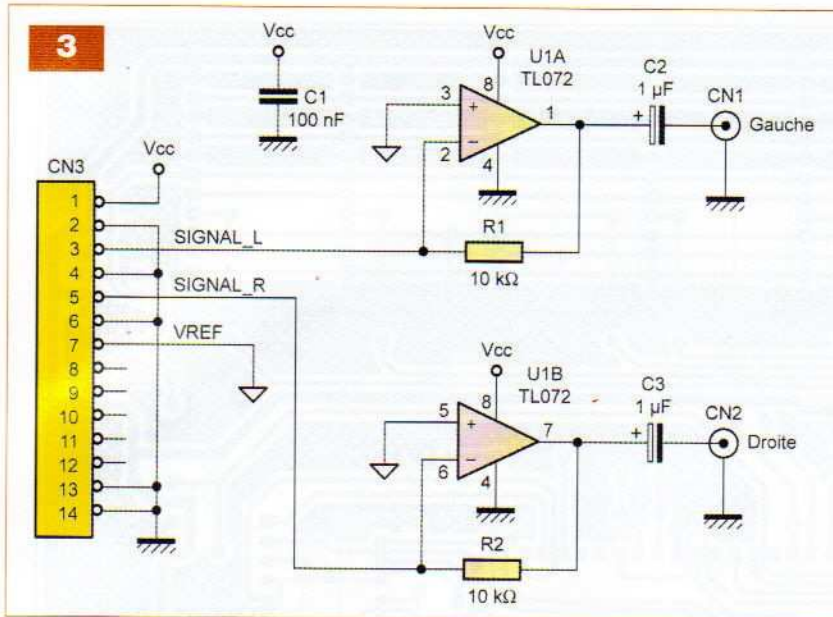 3
Vcc
C1
100 nF
Vcc
U1A
TL072
3
+
2
−
8
4
1
C2
1 µF
+
CN1
Gauche
R1
10 kΩ
CN3
Vcc
1
2
3
4
5
6
7
8
9
10
11
12
13
14
SIGNAL_L
SIGNAL_R
VREF
Vcc
U1B
TL072
5
+
6
−
8
4
7
C3
1 µF
+
CN2
Droite
R2
10 kΩ